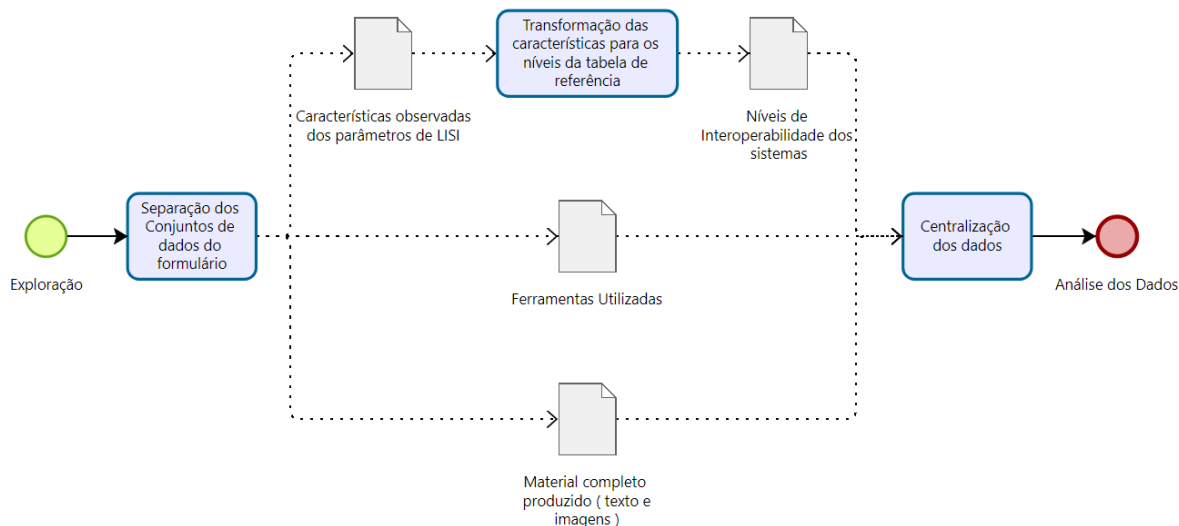 Transformação das
características para os
níveis da tabela de
referência
Características observadas
dos parâmetros de LISI
Níveis de
Interoperabilidade dos
sistemas
Separação dos
Conjuntos de
dados do
formulário
Centralização
dos dados
Exploração
Ferramentas Utilizadas
Análise dos Dados
Material completo
produzido ( texto e
imagens )